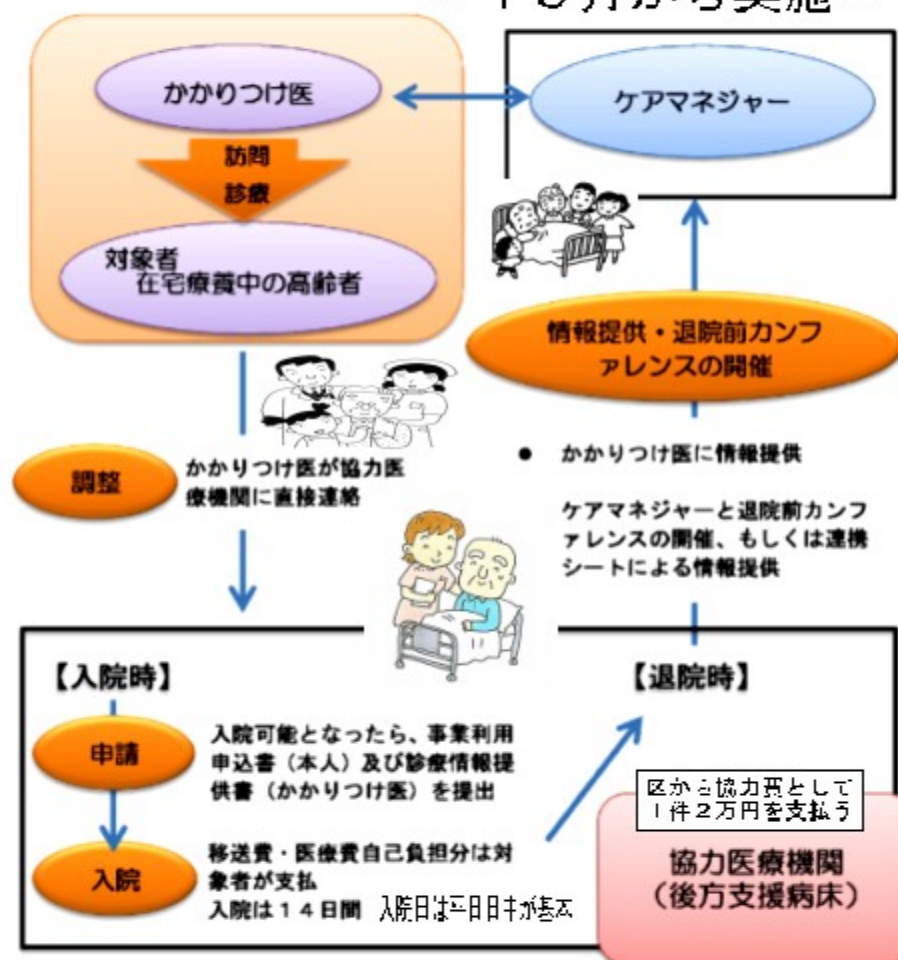 かかりつけ医
ケアマネジャー
訪問
診療
対象者
在宅療養中の高齢者
情報提供・退院前カンフ
ァレンスの開催
調整
かかりつけ医が協力医
療機関に直接連絡
● かかりつけ医に情報提供
ケアマネジャーと退院前カンフ
ァレンスの開催、もしくは連携
シートによる情報提供
【入院時】
【退院時】
申請
入院可能となったら、事業利用
申込書（本人）及び診療情報提
供書（かかりつけ医）を提出
入院
移送費・医療費自己負担分は対
象者が支払
入院は１４日間 入院日は平日日中が基本
区から協力費として
１件２万円を支払う
協力医療機関
（後方支援病床）